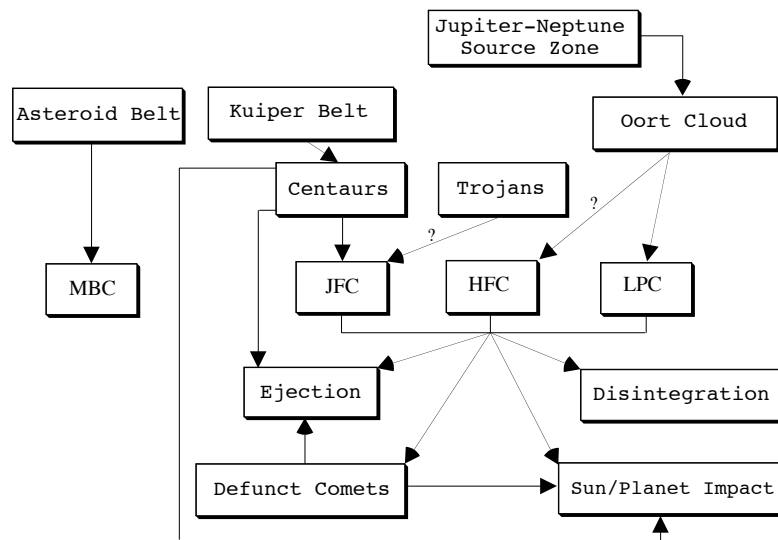 Jupiter-Neptune
Source Zone
Asteroid Belt
Kuiper Belt
Oort Cloud
Centaurs
Trojans
?
?
MBC
JFC
HFC
LPC
Ejection
Disintegration
Defunct Comets
Sun/Planet Impact